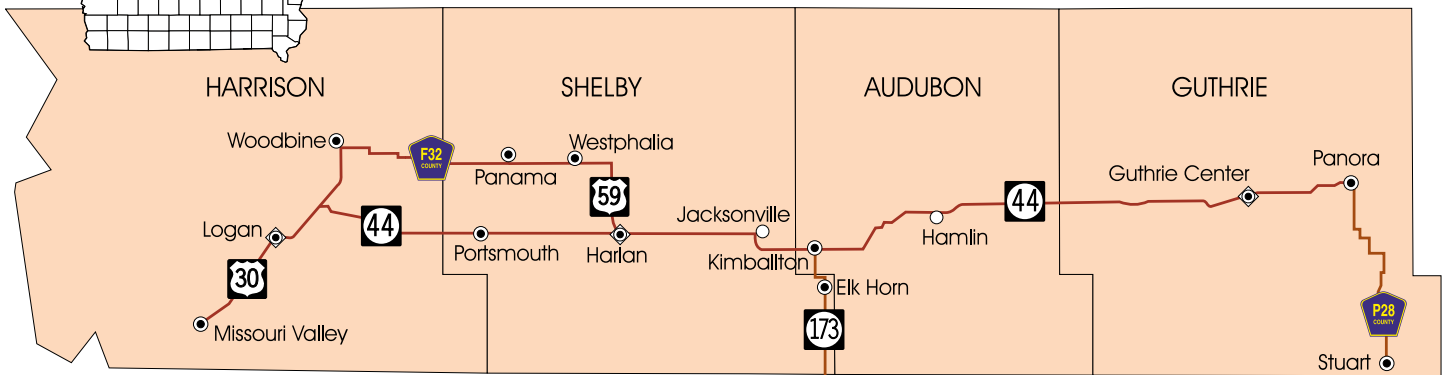 HARRISON
SHELBY
AUDUBON
GUTHRIE
Woodbine
F32
COUNTY
Westphalia
Panama
Guthrie Center
Panora
59
44
Jacksonville
Logan
44
Portsmouth
Harlan
Kimballton
Hamlin
30
Elk Horn
Missouri Valley
173
P28
COUNTY
Stuart